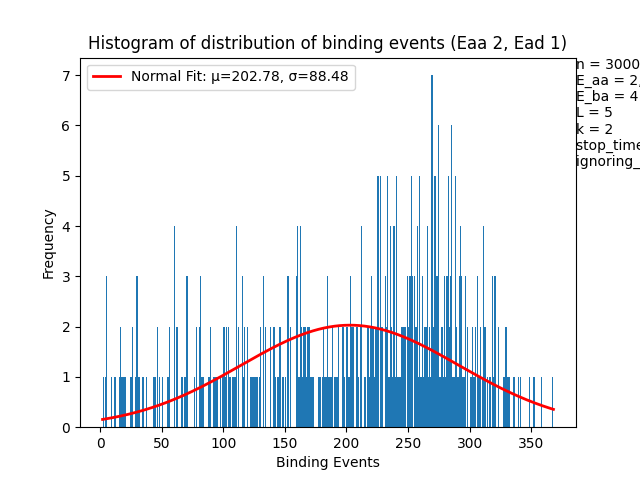 Histogram of distribution of binding events (Eaa 2, Ead 1)
Normal Fit: μ=202.78, σ=88.48
n = 3000
E_aa = 2,
E_ba = 4
L = 5
k = 2
stop_time
ignoring_
Frequency
7
6
5
4
3
2
1
0
0
50
100
150
200
250
300
350
Binding Events